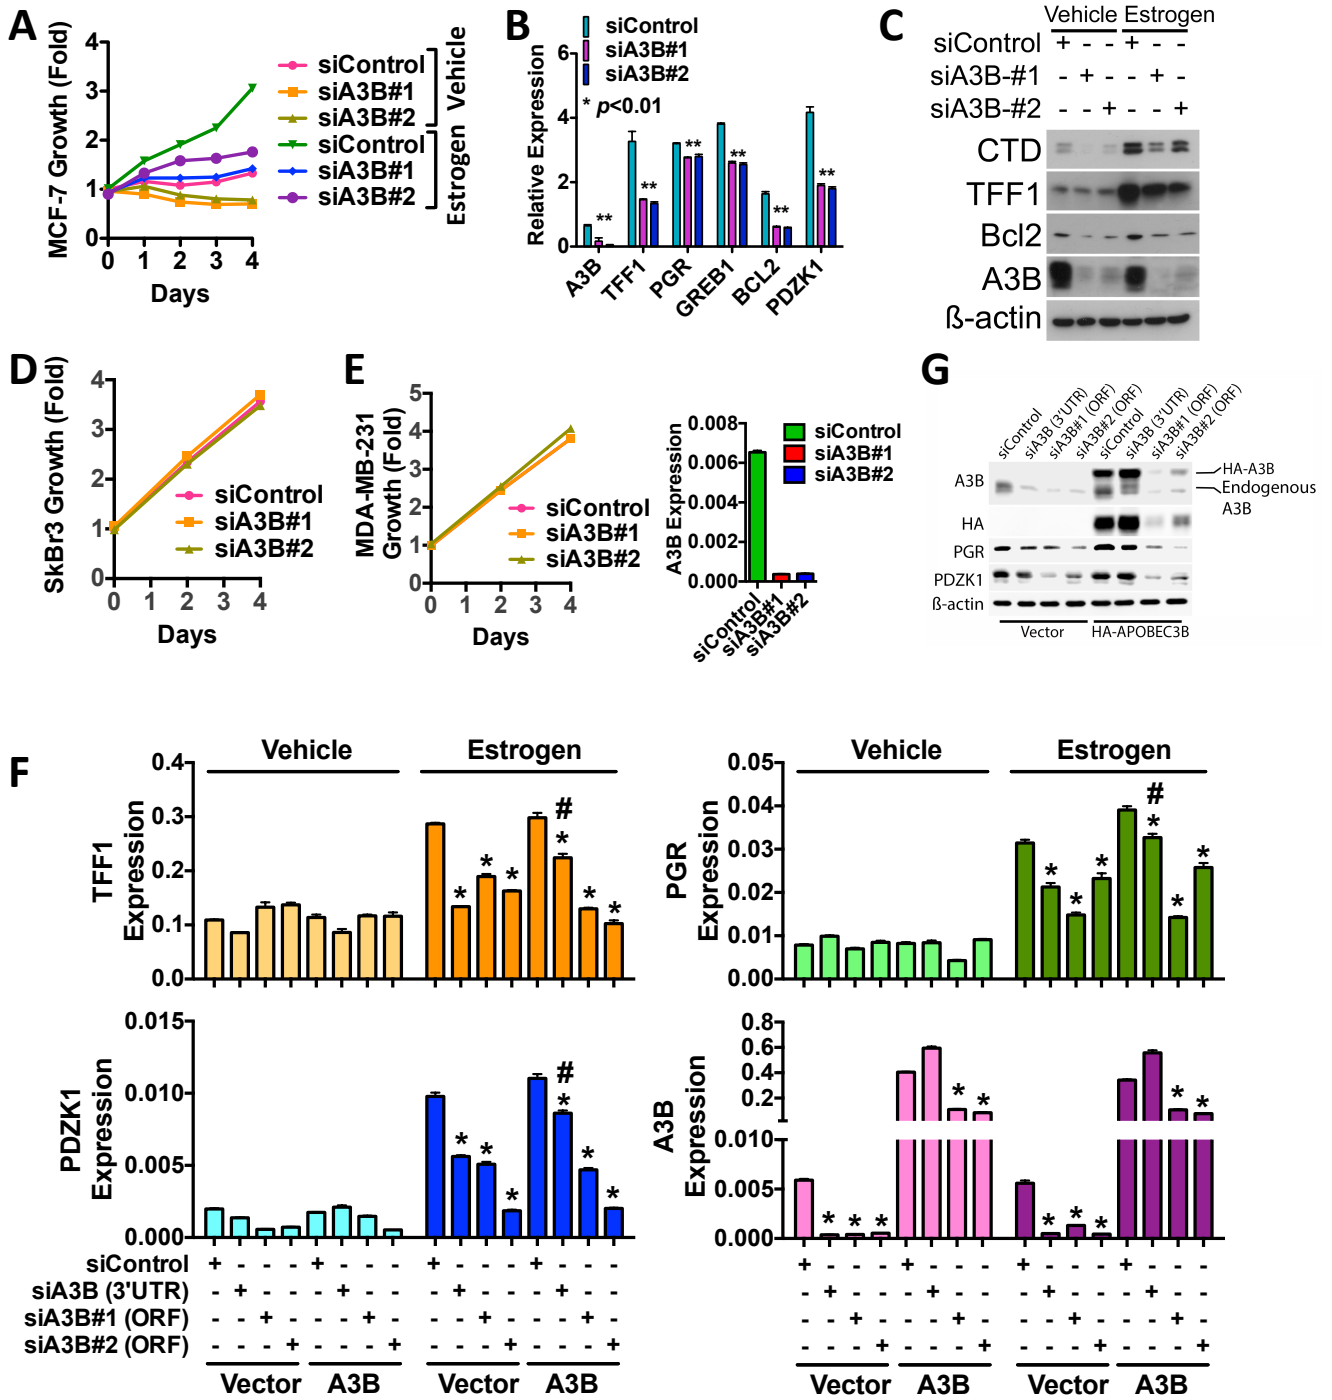 A
MCF-7 Growth (Fold)
4
3
2
1
0
0 1 2 3 4
Days
siControl
siA3B#1
siA3B#2
Vehicle
siControl
siA3B#1
siA3B#2
Estrogen
B
Relative Expression
siControl
siA3B#1
siA3B#2
* p<0.01
6
4
2
0
** ** ** ** ** **
A3B TFF1 PGR GREB1 BCL2 PDZK1
C
Vehicle Estrogen
siControl + - - + - -
siA3B-#1 - + - - + -
siA3B-#2 - - + - - +
CTD
TFF1
Bcl2
A3B
ß-actin
D
SkBr3 Growth (Fold)
4
3
2
1
0
0 1 2 3 4
Days
siControl
siA3B#1
siA3B#2
E
MDA-MB-231
Growth (Fold)
5
4
3
2
1
0
0 1 2 3 4
Days
siControl
siA3B#1
siA3B#2
A3B Expression
0.008
0.006
0.004
0.002
0.000
siControl
siA3B#1
siA3B#2
siControl siA3B#1 siA3B#2
G
siControl siA3B (3'UTR) siA3B#1 (ORF) siA3B#2 (ORF) siControl siA3B (3'UTR) siA3B#1 (ORF) siA3B#2 (ORF)
A3B
HA-A3B
Endogenous
A3B
HA
PGR
PDZK1
ß-actin
Vector HA-APOBEC3B
F
Vehicle Estrogen
TFF1
Expression
0.4
0.3
0.2
0.1
0.0
#
* * * * * *
Vehicle Estrogen
PGR
Expression
0.05
0.04
0.03
0.02
0.01
0.00
#
* * * * * *
PDZK1
Expression
0.015
0.010
0.005
0.000
#
* * * * * *
A3B
Expression
0.8
0.6
0.4
0.2
0.010
0.005
0.000
* * * * * * * * * *
siControl + - - - + - - - + - - - + - - -
siA3B (3'UTR) - + - - - + - - - + - - - + - -
siA3B#1 (ORF) - - + - - - + - - - + - - - + -
siA3B#2 (ORF) - - - + - - - + - - - + - - - +
Vector A3B Vector A3B
+ - - - + - - - + - - - + - - -
- + - - - + - - - + - - - + - -
- - + - - - + - - - + - - - + -
- - - + - - - + - - - + - - - +
Vector A3B Vector A3B